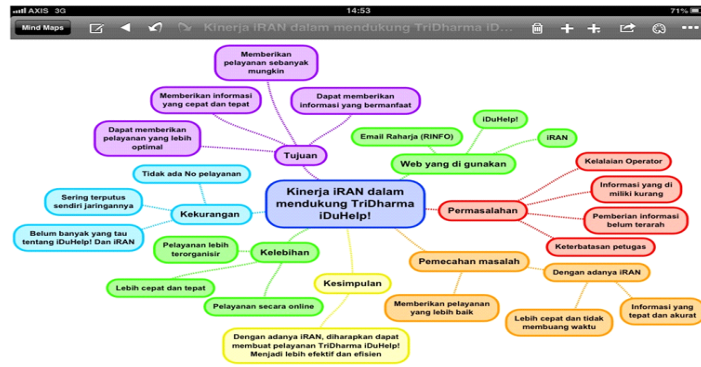 AXIS 3G
14:53
71%
Mind Maps
Kinerja iRAN dalam mendukung TriDharma iD...
Memberikan
pelayanan sebanyak
mungkin
Memberikan informasi
yang cepat dan tepat
Dapat memberikan
informasi yang bermanfaat
Dapat memberikan
pelayanan yang lebih
optimal
Tujuan
iDuHelp!
Email Raharja (RINFO)
iRAN
Web yang di gunakan
Tidak ada No pelayanan
Sering terputus
sendiri jaringannya
Kekurangan
Belum banyak yang tau
tentang iDuHelp! Dan iRAN
Kinerja iRAN dalam
mendukung TriDharma
iDuHelp!
Kelalaian Operator
Informasi yang di
miliki kurang
Permasalahan
Pemberian informasi
belum terarah
Keterbatasan petugas
Pelayanan lebih
terorganisir
Kelebihan
Lebih cepat dan tepat
Pelayanan secara online
Kesimpulan
Dengan adanya iRAN, diharapkan dapat
membuat pelayanan TriDharma iDuHelp!
Menjadi lebih efektif dan efisien
Pemecahan masalah
Dengan adanya iRAN
Memberikan pelayanan
yang lebih baik
Lebih cepat dan tidak
membuang waktu
Informasi yang
tepat dan akurat